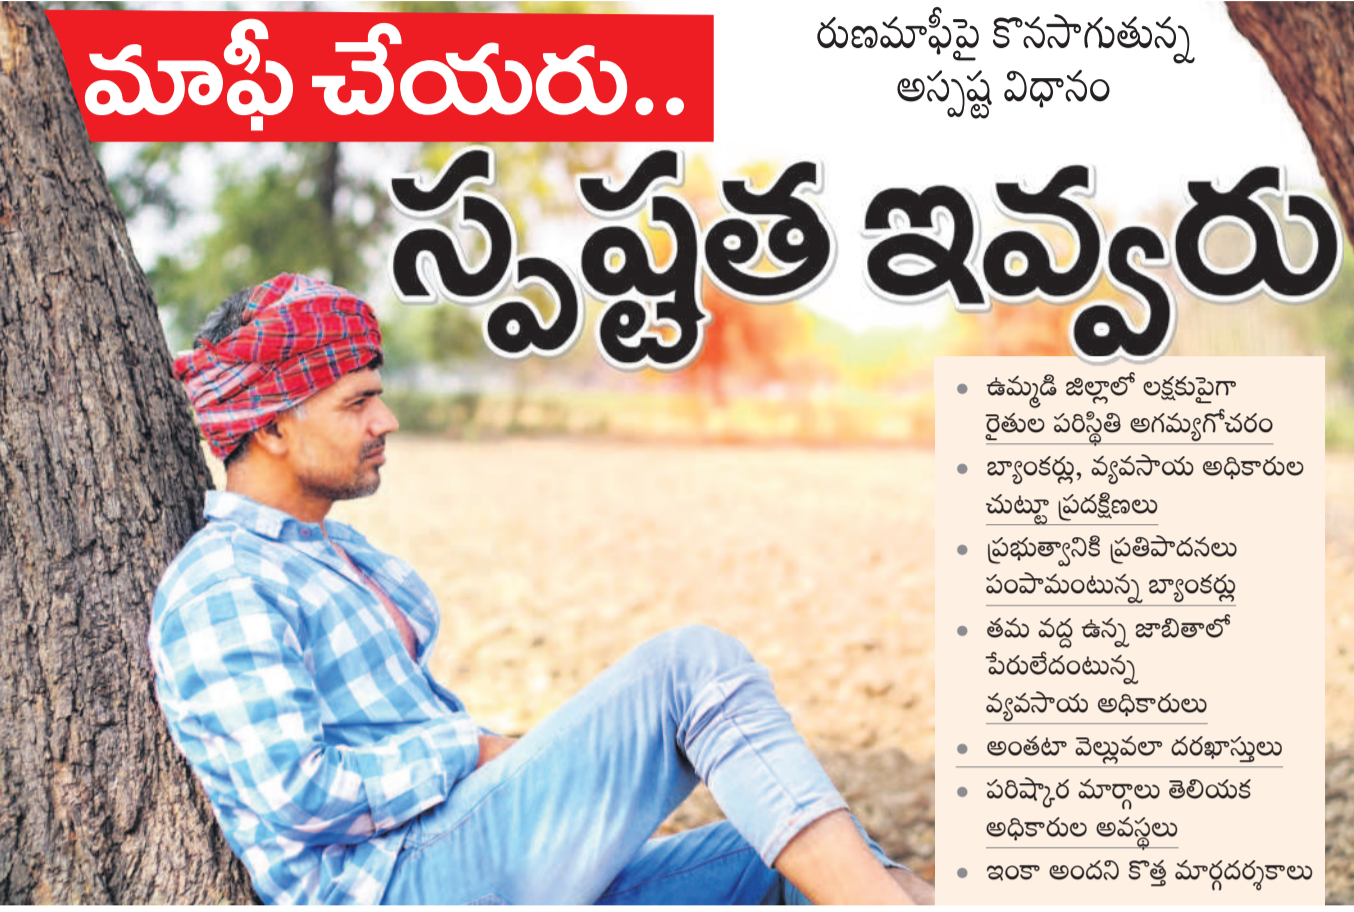 మాఫీ చేయరు..
రుణమాఫీపై కొనసాగుతున్న
అస్పష్ట విధానం
స్పష్టత ఇవ్వరు
• ఉమ్మడి జిల్లాలో లక్షకుపైగా
రైతుల పరిస్థితి అగమ్యగోచరం
• బ్యాంకర్లు, వ్యవసాయ అధికారుల
చుట్టూ ప్రదక్షిణలు
• ప్రభుత్వానికి ప్రతిపాదనలు
పంపామంటున్న బ్యాంకర్లు
• తమ వద్ద ఉన్న జాబితాలో
పేరులేదంటున్న
వ్యవసాయ అధికారులు
• అంతటా వెల్లువలా దరఖాస్తులు
• పరిష్కార మార్గాలు తెలియక
అధికారుల అవస్థలు
• ఇంకా అందని కొత్త మార్గదర్శకాలు